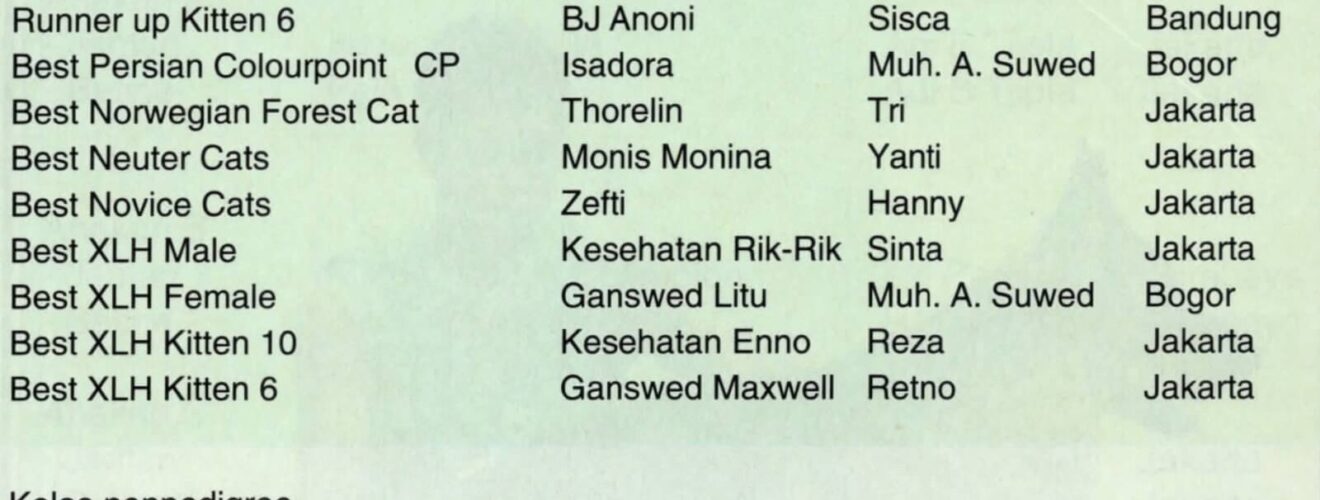 Runner up Kitten 6 BJ Anoni Sisca Bandung
Best Persian Colourpoint CP Isadora Muh. A. Suwed Bogor
Best Norwegian Forest Cat Thorelin Tri Jakarta
Best Neuter Cats Monis Monina Yanti Jakarta
Best Novice Cats Zefti Hanny Jakarta
Best XLH Male Kesehatan Rik-Rik Sinta Jakarta
Best XLH Female Ganswed Litu Muh. A. Suwed Bogor
Best XLH Kitten 10 Kesehatan Enno Reza Jakarta
Best XLH Kitten 6 Ganswed Maxwell Retno Jakarta
Kelas nonpedigree